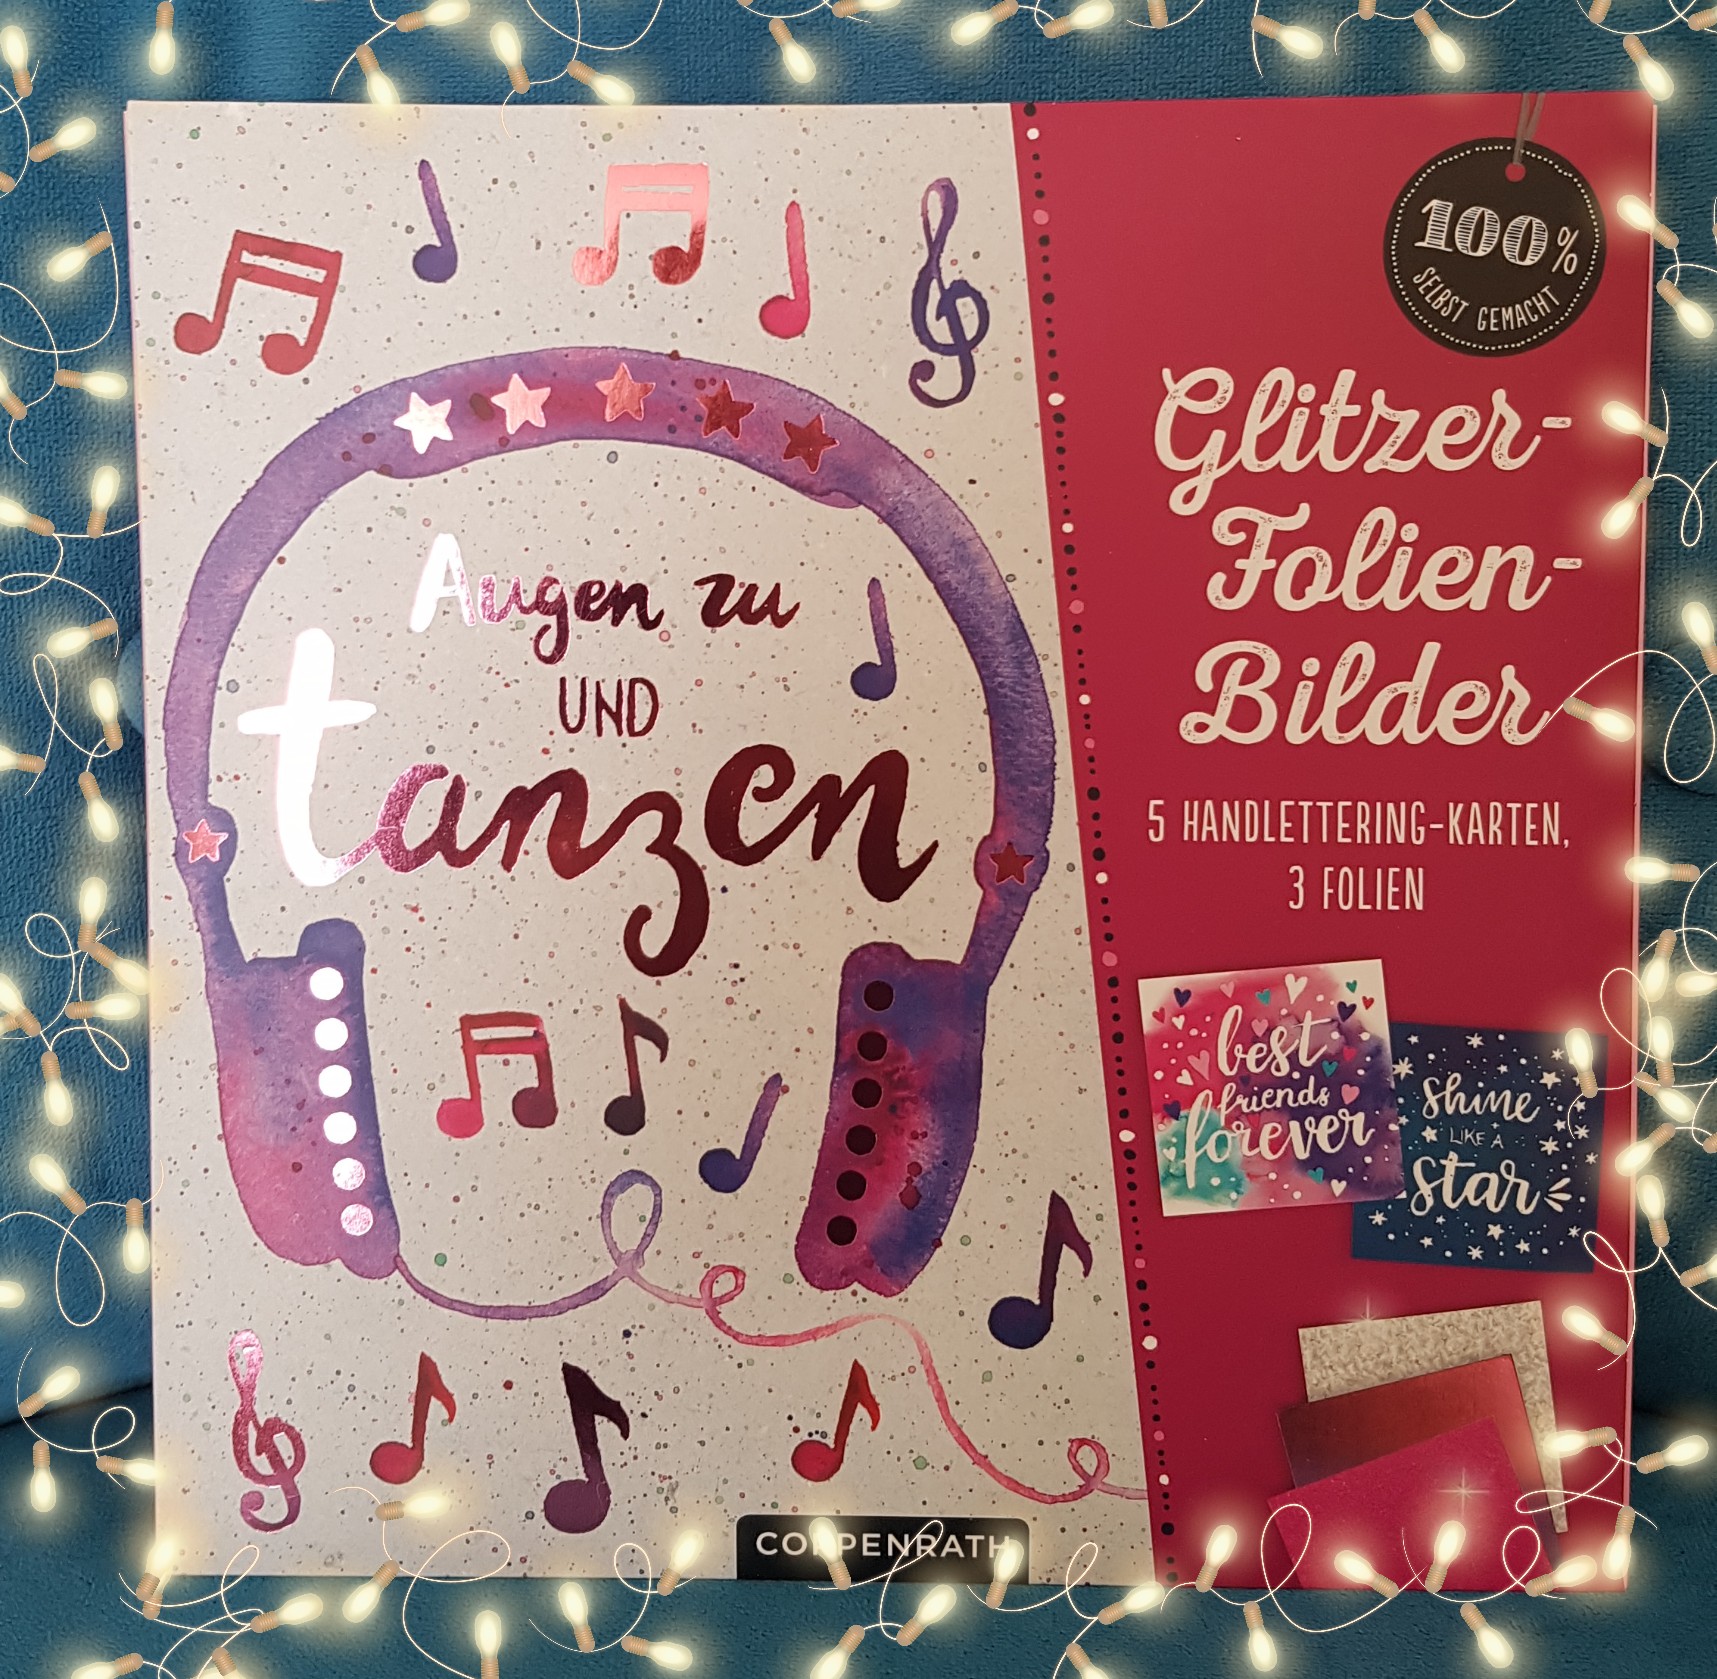 Augen zu
UND
tanzen
COPPENRATH
100%
SELBST GEMACHT
Glitzer-
Folien-
Bilder
5 HANDLETTERING-KARTEN,
3 FOLIEN
best
friends
forever
shine
LIKE A
star